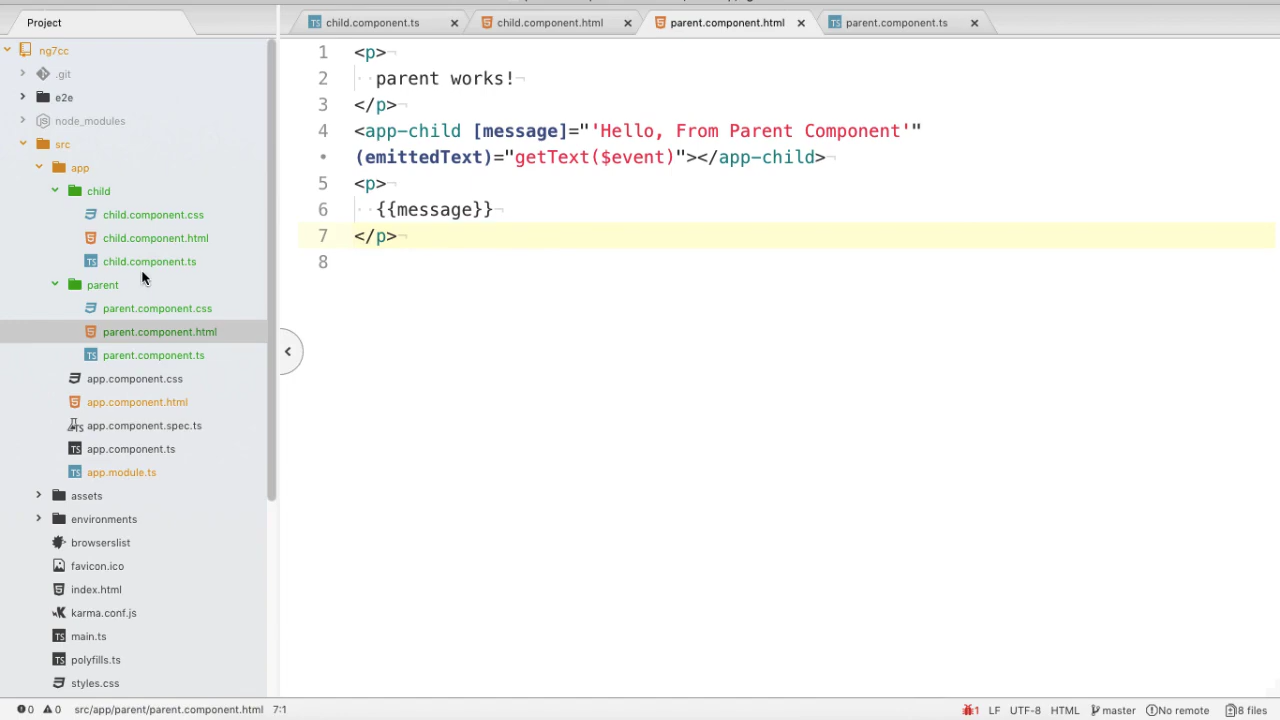 Project
ng7cc
.git
e2e
node_modules
src
app
child
child.component.css
child.component.html
child.component.ts
parent
parent.component.css
parent.component.html
parent.component.ts
app.component.css
app.component.html
app.component.spec.ts
app.component.ts
app.module.ts
assets
environments
browserslist
favicon.ico
index.html
karma.conf.js
main.ts
polyfills.ts
styles.css
child.component.ts
child.component.html
parent.component.html
parent.component.ts
1 <p>
2 parent works!
3 </p>
4 <app-child [message]="'Hello, From Parent Component'"
(emittedText)="getText($event)"></app-child>
5 <p>
6 {{message}}
7 </p>
8
0 0 src/app/parent/parent.component.html 7:1 1 LF UTF-8 HTML master No remote 8 files